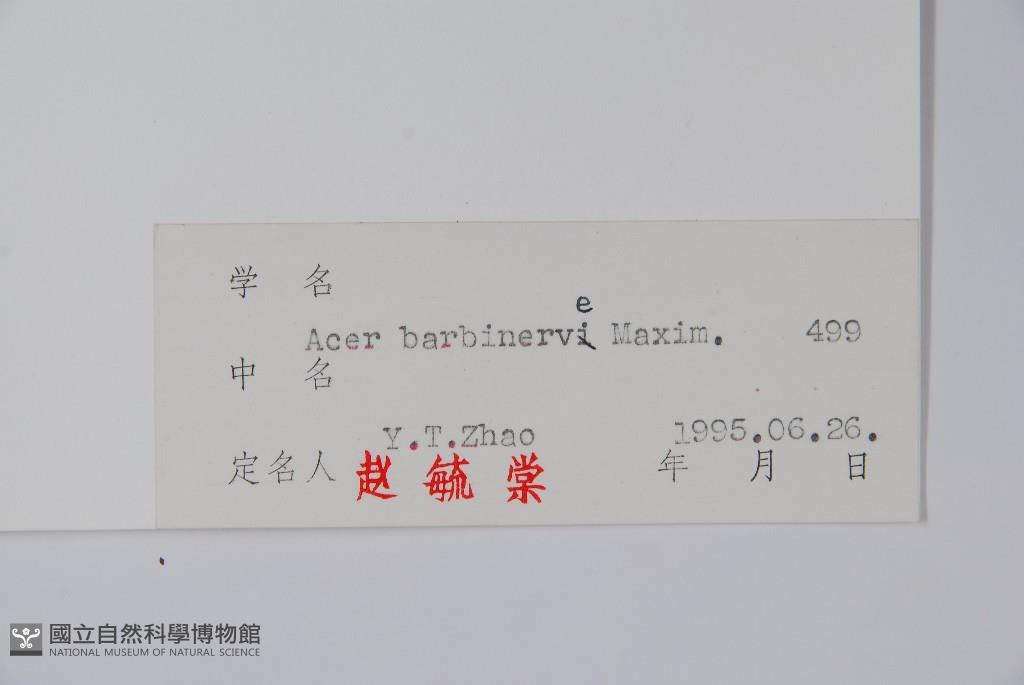 学 名
Acer barbinervie Maxim. 499
中 名
Y.T.Zhao 1995.06.26.
定名人 赵毓棠 年 月 日
國立自然科學博物館
NATIONAL MUSEUM OF NATURAL SCIENCE